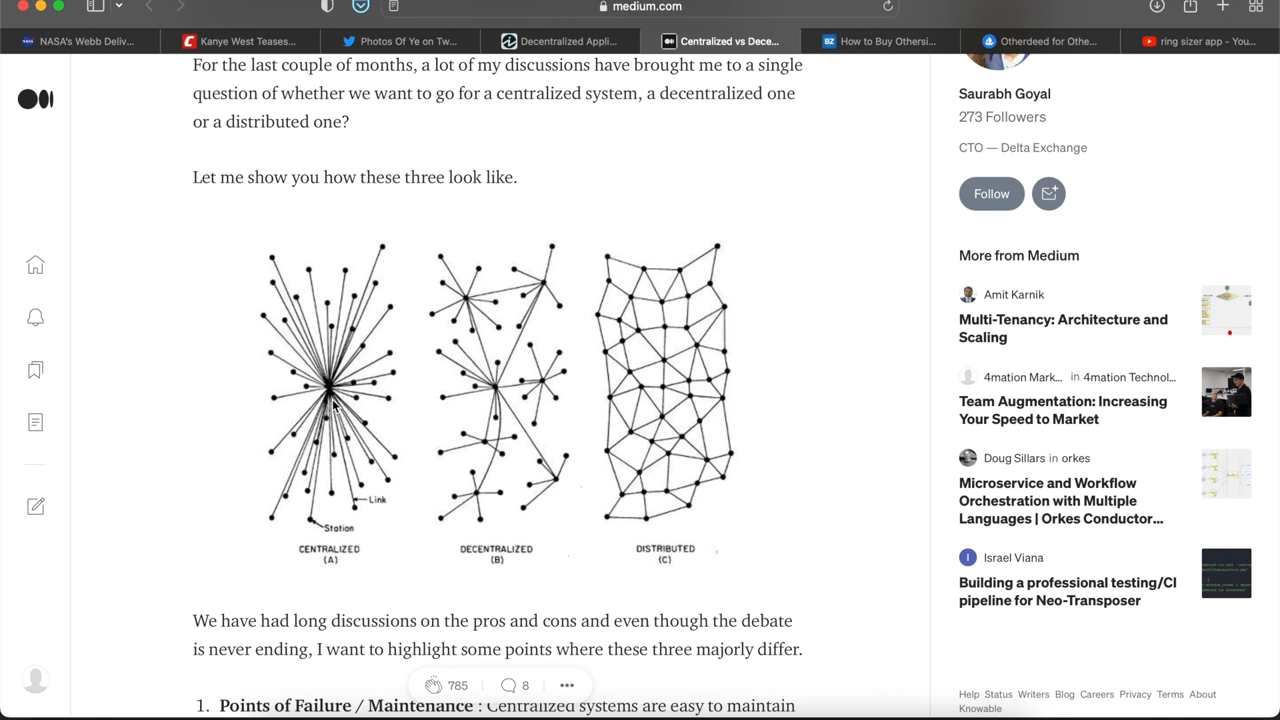 medium.com
NASA's Webb Deliv...
Kanye West Teases...
Photos Of Ye on Tw...
Decentralized Appli...
Centralized vs Dece...
How to Buy Othersi...
Otherdeed for Othe...
ring sizer app - You...
For the last couple of months, a lot of my discussions have brought me to a single
question of whether we want to go for a centralized system, a decentralized one
or a distributed one?
Let me show you how these three look like.
Link
Station
CENTRALIZED
(A)
DECENTRALIZED
(B)
DISTRIBUTED
(C)
We have had long discussions on the pros and cons and even though the debate
is never ending, I want to highlight some points where these three majorly differ.
785
8
1. Points of Failure / Maintenance : Centralized systems are easy to maintain
Saurabh Goyal
273 Followers
CTO — Delta Exchange
Follow
More from Medium
Amit Karnik
Multi-Tenancy: Architecture and
Scaling
4mation Mark... in 4mation Technol...
Team Augmentation: Increasing
Your Speed to Market
Doug Sillars in orkes
Microservice and Workflow
Orchestration with Multiple
Languages | Orkes Conductor...
I Israel Viana
Building a professional testing/CI
pipeline for Neo-Transposer
Help Status Writers Blog Careers Privacy Terms About
Knowable